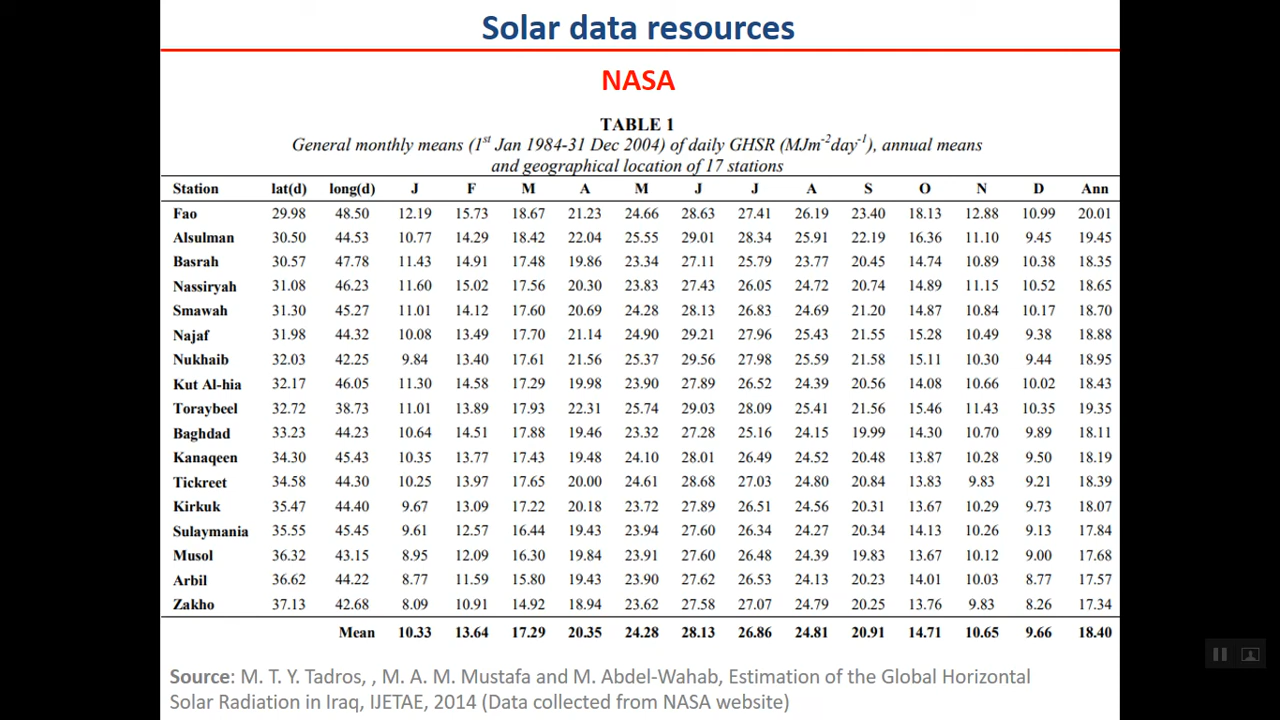 Solar data resources
NASA
TABLE 1
General monthly means (1st Jan 1984-31 Dec 2004) of daily GHSR (MJm-2day-1), annual means
and geographical location of 17 stations
Station lat(d) long(d) J F M A M J J A S O N D Ann
Fao 29.98 48.50 12.19 15.73 18.67 21.23 24.66 28.63 27.41 26.19 23.40 18.13 12.88 10.99 20.01
Alsulman 30.50 44.53 10.77 14.29 18.42 22.04 25.55 29.01 28.34 25.91 22.19 16.36 11.10 9.45 19.45
Basrah 30.57 47.78 11.43 14.91 17.48 19.86 23.34 27.11 25.79 23.77 20.45 14.74 10.89 10.38 18.35
Nassiryah 31.08 46.23 11.60 15.02 17.56 20.30 23.83 27.43 26.05 24.72 20.74 14.89 11.15 10.52 18.65
Smawah 31.30 45.27 11.01 14.12 17.60 20.69 24.28 28.13 26.83 24.69 21.20 14.87 10.84 10.17 18.70
Najaf 31.98 44.32 10.08 13.49 17.70 21.14 24.90 29.21 27.96 25.43 21.55 15.28 10.49 9.38 18.88
Nukhaib 32.03 42.25 9.84 13.40 17.61 21.56 25.37 29.56 27.98 25.59 21.58 15.11 10.30 9.44 18.95
Kut Al-hia 32.17 46.05 11.30 14.58 17.29 19.98 23.90 27.89 26.52 24.39 20.56 14.08 10.66 10.02 18.43
Toraybeel 32.72 38.73 11.01 13.89 17.93 22.31 25.74 29.03 28.09 25.41 21.56 15.46 11.43 10.35 19.35
Baghdad 33.23 44.23 10.64 14.51 17.88 19.46 23.32 27.28 25.16 24.15 19.99 14.30 10.70 9.89 18.11
Kanaqeen 34.30 45.43 10.35 13.77 17.43 19.48 24.10 28.01 26.49 24.52 20.48 13.87 10.28 9.50 18.19
Tickreet 34.58 44.30 10.25 13.97 17.65 20.00 24.61 28.68 27.03 24.80 20.84 13.83 9.83 9.21 18.39
Kirkuk 35.47 44.40 9.67 13.09 17.22 20.18 23.72 27.89 26.51 24.56 20.31 13.67 10.29 9.73 18.07
Sulaymania 35.55 45.45 9.61 12.57 16.44 19.43 23.94 27.60 26.34 24.27 20.34 14.13 10.26 9.13 17.84
Musol 36.32 43.15 8.95 12.09 16.30 19.84 23.91 27.60 26.48 24.39 19.83 13.67 10.12 9.00 17.68
Arbil 36.62 44.22 8.77 11.59 15.80 19.43 23.90 27.62 26.53 24.13 20.23 14.01 10.03 8.77 17.57
Zakho 37.13 42.68 8.09 10.91 14.92 18.94 23.62 27.58 27.07 24.79 20.25 13.76 9.83 8.26 17.34
Mean 10.33 13.64 17.29 20.35 24.28 28.13 26.86 24.81 20.91 14.71 10.65 9.66 18.40
Source: M. T. Y. Tadros, , M. A. M. Mustafa and M. Abdel-Wahab, Estimation of the Global Horizontal
Solar Radiation in Iraq, IJETAE, 2014 (Data collected from NASA website)